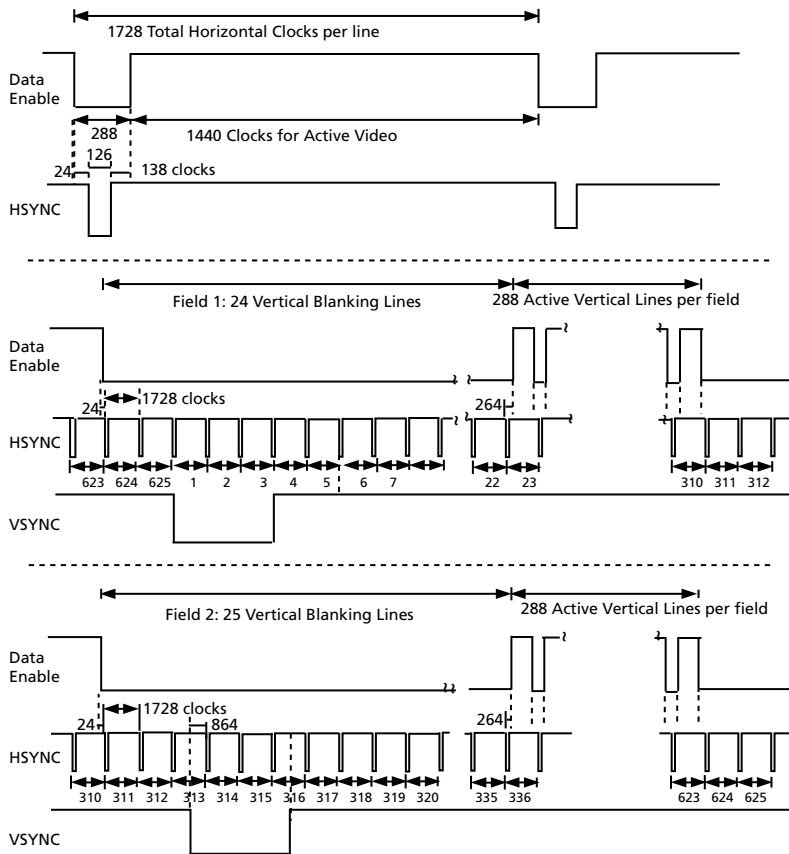 1728 Total Horizontal Clocks per line
Data
Enable
288
1440 Clocks for Active Video
126
24
138 clocks
HSYNC
Field 1: 24 Vertical Blanking Lines
288 Active Vertical Lines per field
Data
Enable
24
1728 clocks
264
HSYNC
623 624 625 1 2 3 4 5 6 7 22 23 310 311 312
VSYNC
Field 2: 25 Vertical Blanking Lines
288 Active Vertical Lines per field
Data
Enable
24
1728 clocks
864
264
HSYNC
310 311 312 313 314 315 316 317 318 319 320 335 336 623 624 625
VSYNC